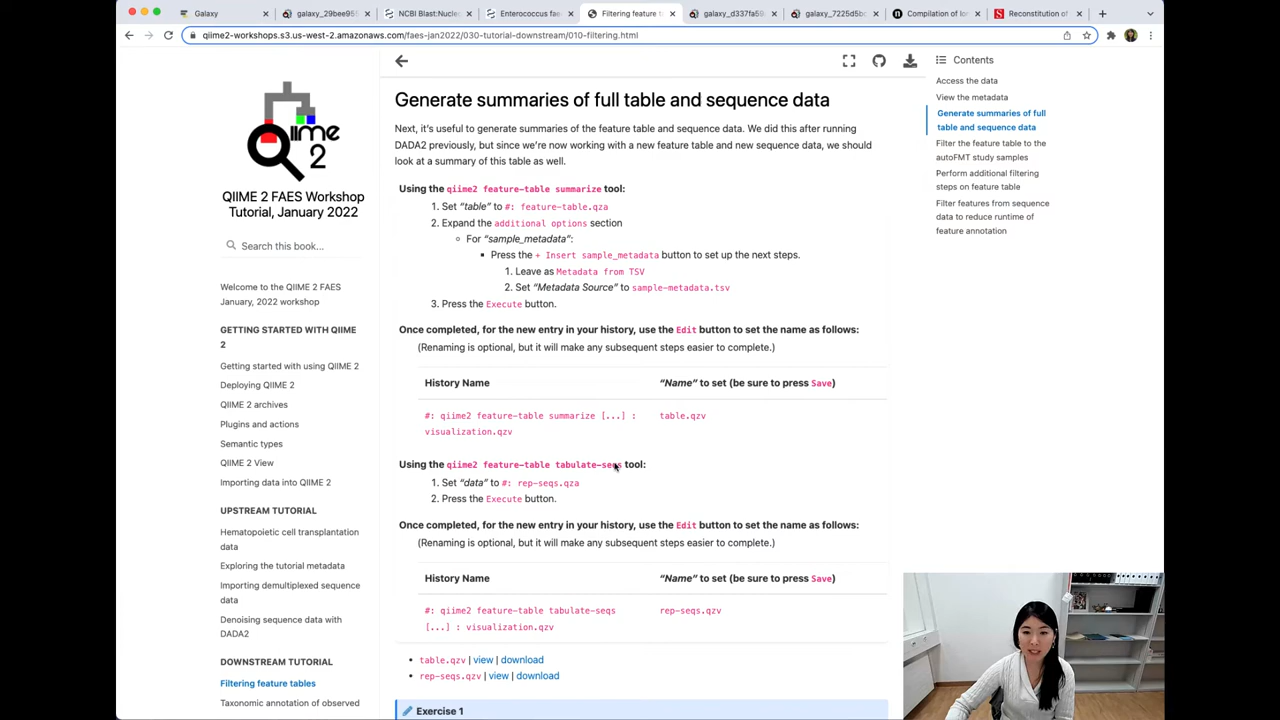 Galaxy
galaxy_29bee955
NCBI Blast:Nucle
Enterococcus fae
Filtering feature t
galaxy_d337fa59
galaxy_7225d5bc
Compilation of lo
Reconstitution of
qiime2-workshops.s3.us-west-2.amazonaws.com/faes-jan2022/030-tutorial-downstream/010-filtering.html
QIIME 2
QIIME 2 FAES Workshop
Tutorial, January 2022
Search this book...
Welcome to the QIIME 2 FAES
January, 2022 workshop
GETTING STARTED WITH QIIME
2
Getting started with using QIIME 2
Deploying QIIME 2
QIIME 2 archives
Plugins and actions
Semantic types
QIIME 2 View
Importing data into QIIME 2
UPSTREAM TUTORIAL
Hematopoietic cell transplantation
data
Exploring the tutorial metadata
Importing demultiplexed sequence
data
Denoising sequence data with
DADA2
DOWNSTREAM TUTORIAL
Filtering feature tables
Taxonomic annotation of observed
Generate summaries of full table and sequence data
Next, it's useful to generate summaries of the feature table and sequence data. We did this after running
DADA2 previously, but since we're now working with a new feature table and new sequence data, we should
look at a summary of this table as well.
Using the qiime2 feature-table summarize tool:
1. Set "table" to #: feature-table.qza
2. Expand the additional options section
For "sample_metadata":
Press the + Insert sample_metadata button to set up the next steps.
1. Leave as Metadata from TSV
2. Set "Metadata Source" to sample-metadata.tsv
3. Press the Execute button.
Once completed, for the new entry in your history, use the Edit button to set the name as follows:
(Renaming is optional, but it will make any subsequent steps easier to complete.)
History Name "Name" to set (be sure to press Save)
#: qiime2 feature-table summarize [...] : table.qzv
visualization.qzv
Using the qiime2 feature-table tabulate-seqs tool:
1. Set "data" to #: rep-seqs.qza
2. Press the Execute button.
Once completed, for the new entry in your history, use the Edit button to set the name as follows:
(Renaming is optional, but it will make any subsequent steps easier to complete.)
History Name "Name" to set (be sure to press Save)
#: qiime2 feature-table tabulate-seqs rep-seqs.qzv
[...] : visualization.qzv
table.qzv | view | download
rep-seqs.qzv | view | download
Exercise 1
Contents
Access the data
View the metadata
Generate summaries of full
table and sequence data
Filter the feature table to the
autoFMT study samples
Perform additional filtering
steps on feature table
Filter features from sequence
data to reduce runtime of
feature annotation